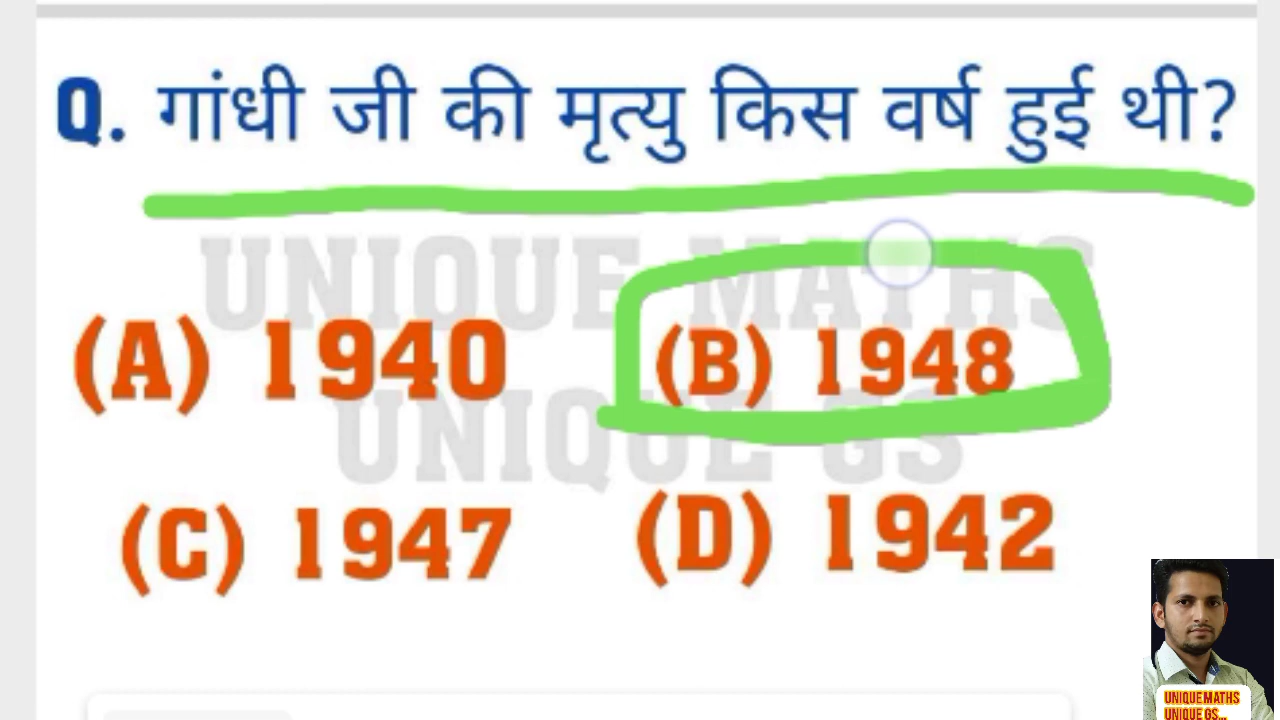 Q. गांधी जी की मृत्यु किस वर्ष हुई थी?
UNIQUE MATHS
(A) 1940 (B) 1948
UNIQUE GS
(C) 1947 (D) 1942
UNIQUE MATHS
UNIQUE GS...